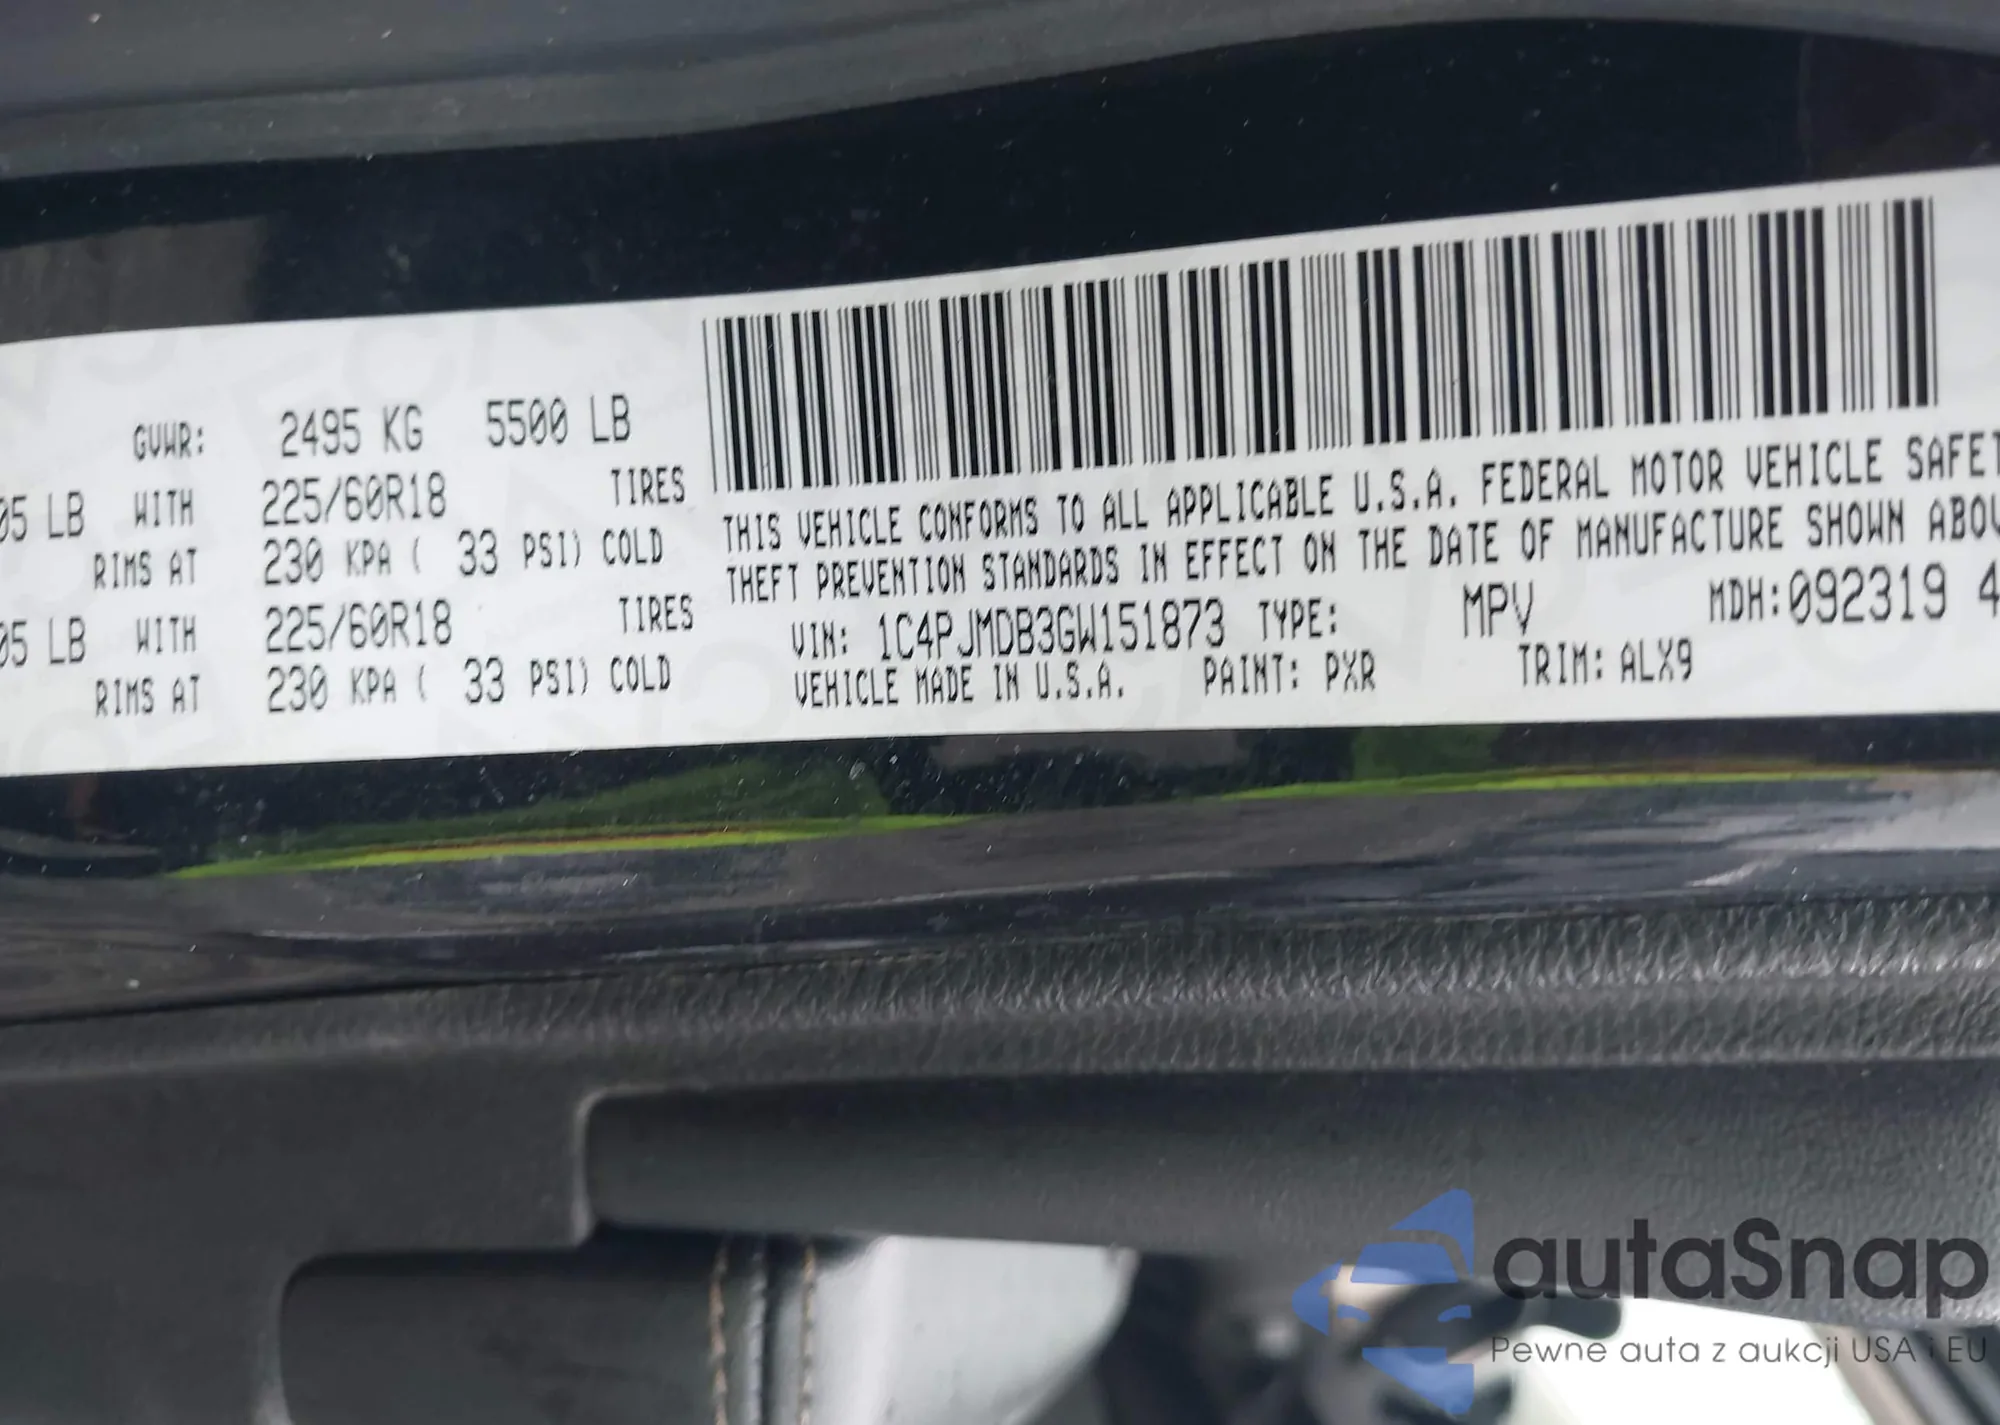 GVWR: 2495 KG 5500 LB
05 LB WITH 225/60R18 TIRES
RIMS AT 230 KPA ( 33 PSI) COLD
05 LB WITH 225/60R18 TIRES
RIMS AT 230 KPA ( 33 PSI) COLD
THIS VEHICLE CONFORMS TO ALL APPLICABLE U.S.A. FEDERAL MOTOR VEHICLE SAFET
THEFT PREVENTION STANDARDS IN EFFECT ON THE DATE OF MANUFACTURE SHOWN ABOV
VIN: 1C4PJMDB3GW151873 TYPE: MPV MDH:092319 4
VEHICLE MADE IN U.S.A. PAINT: PXR TRIM: ALX9
autaSnap
Pewne auta z aukcji USA i EU